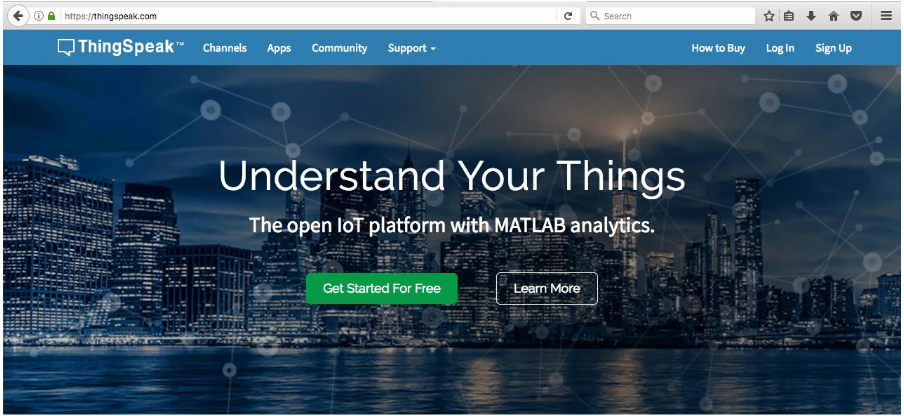 https://thingspeak.com
Search
ThingSpeak™ Channels Apps Community Support How to Buy Log In Sign Up
Understand Your Things
The open IoT platform with MATLAB analytics.
Get Started For Free Learn More